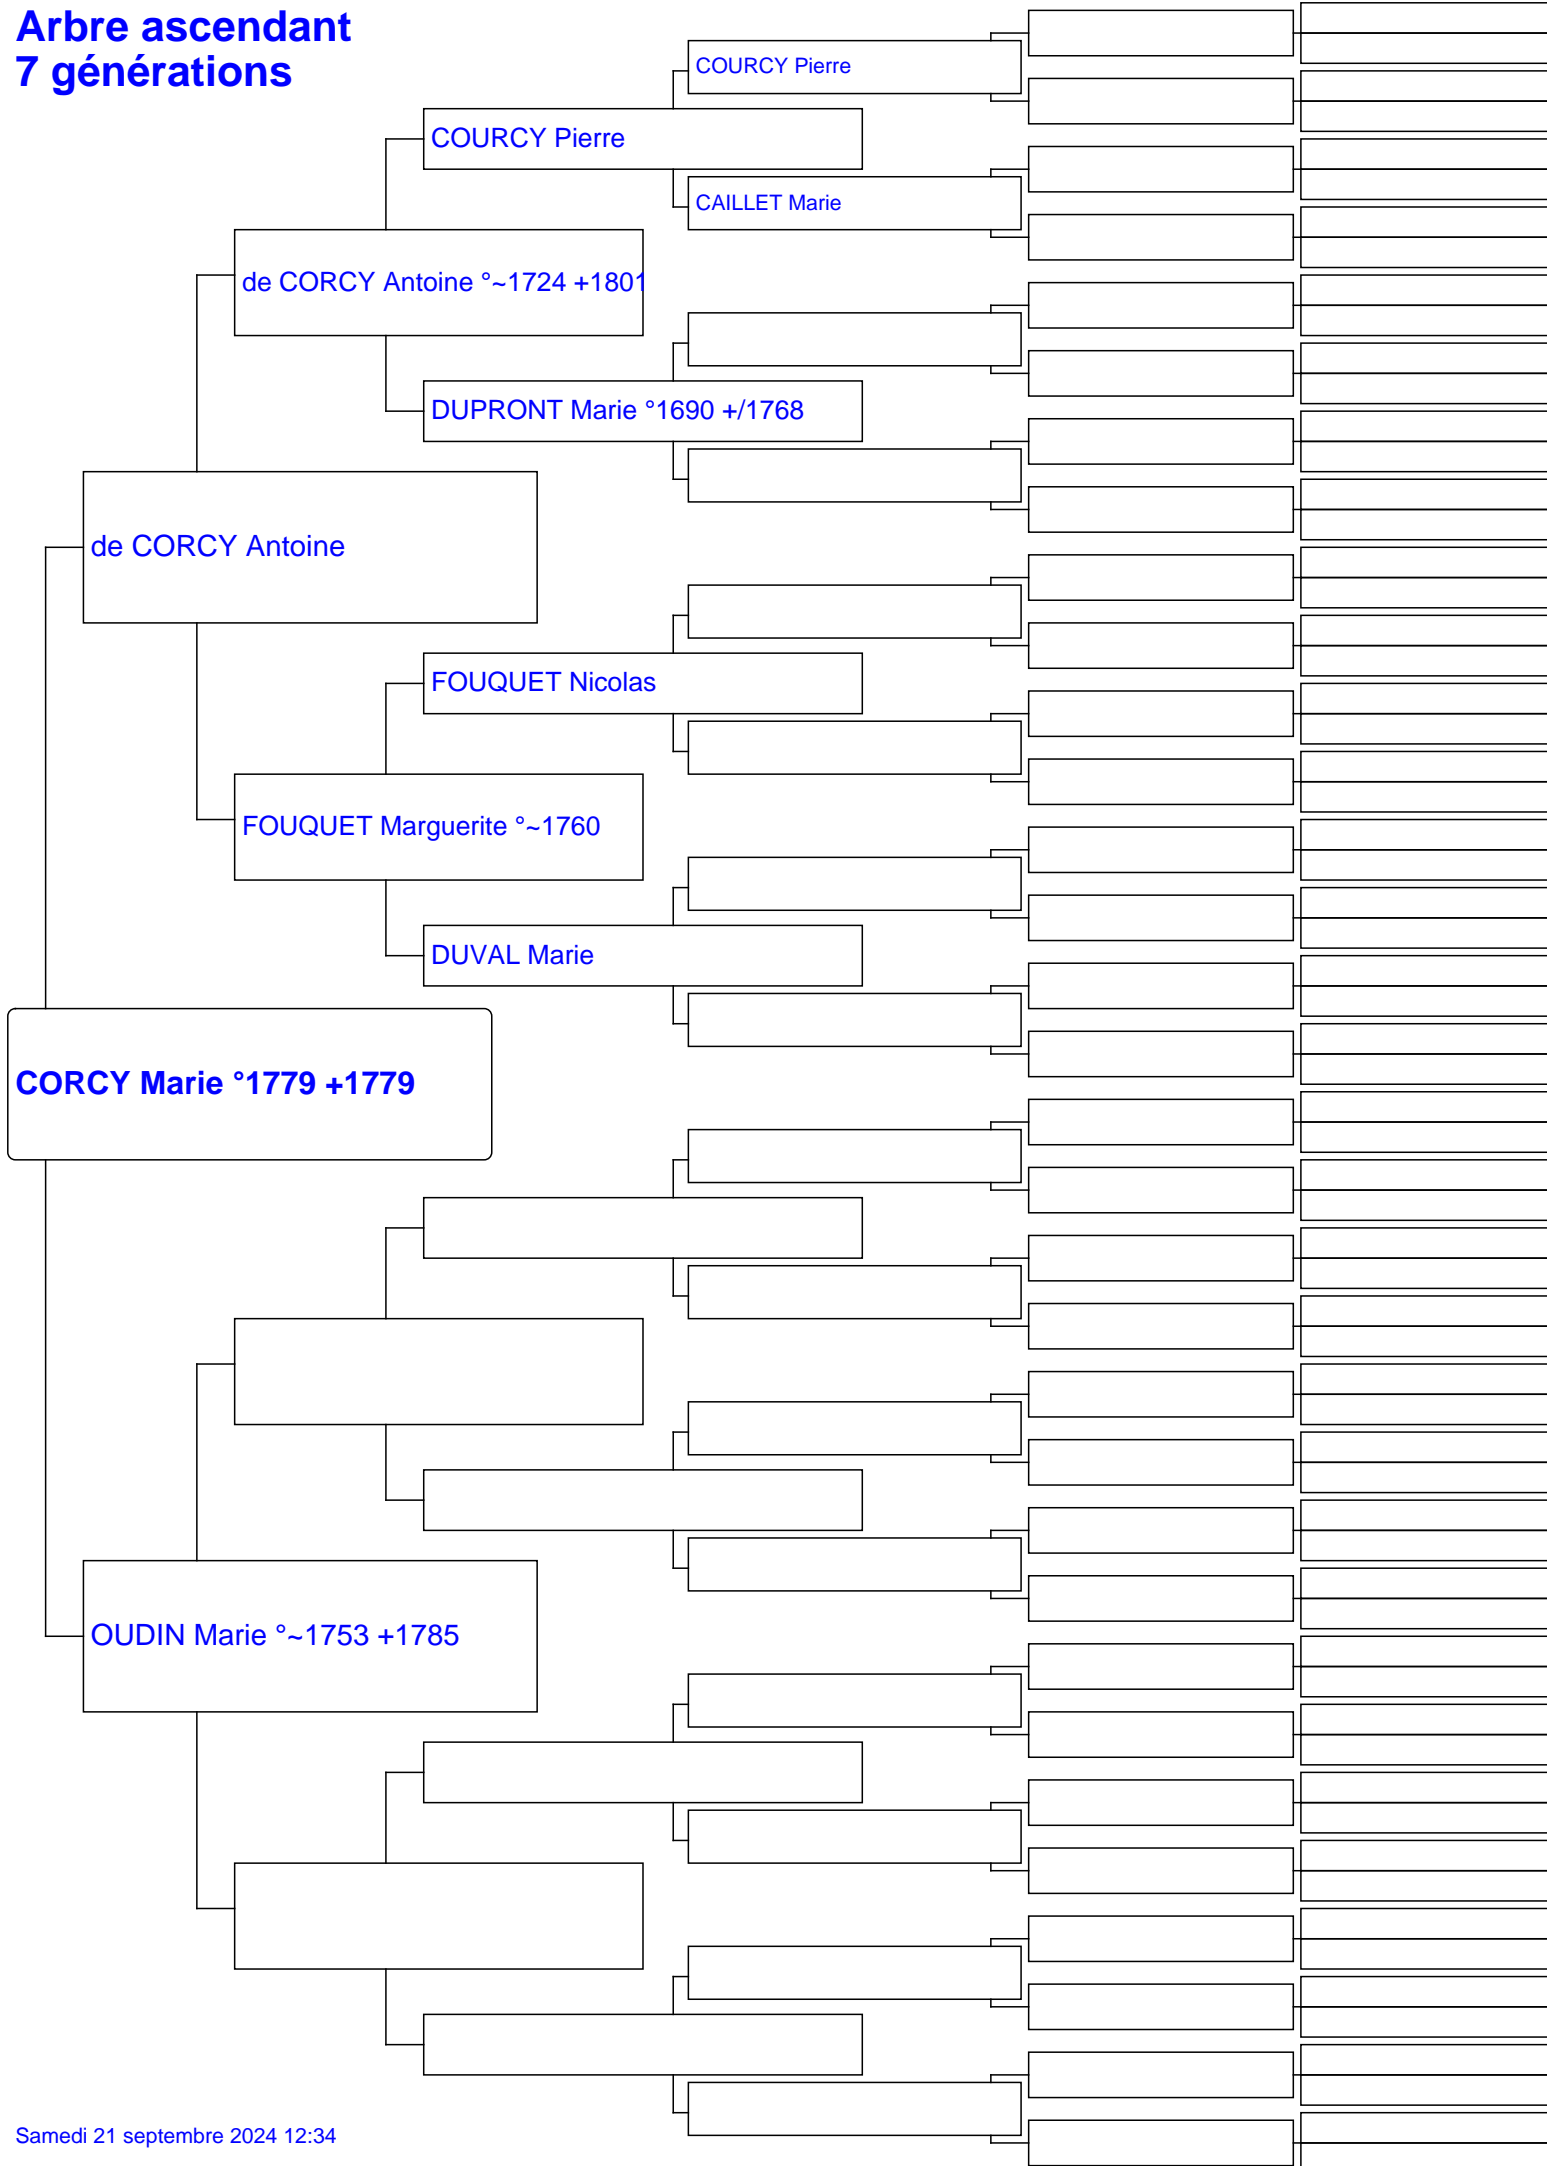 Arbre ascendant
7 générations
COURCY Pierre
COURCY Pierre
CAILLET Marie
de CORCY Antoine °~1724 +1801
DUPRONT Marie °1690 +/1768
de CORCY Antoine
FOUQUET Nicolas
FOUQUET Marguerite °~1760
DUVAL Marie
CORCY Marie °1779 +1779
OUDIN Marie °~1753 +1785
Samedi 21 septembre 2024 12:34